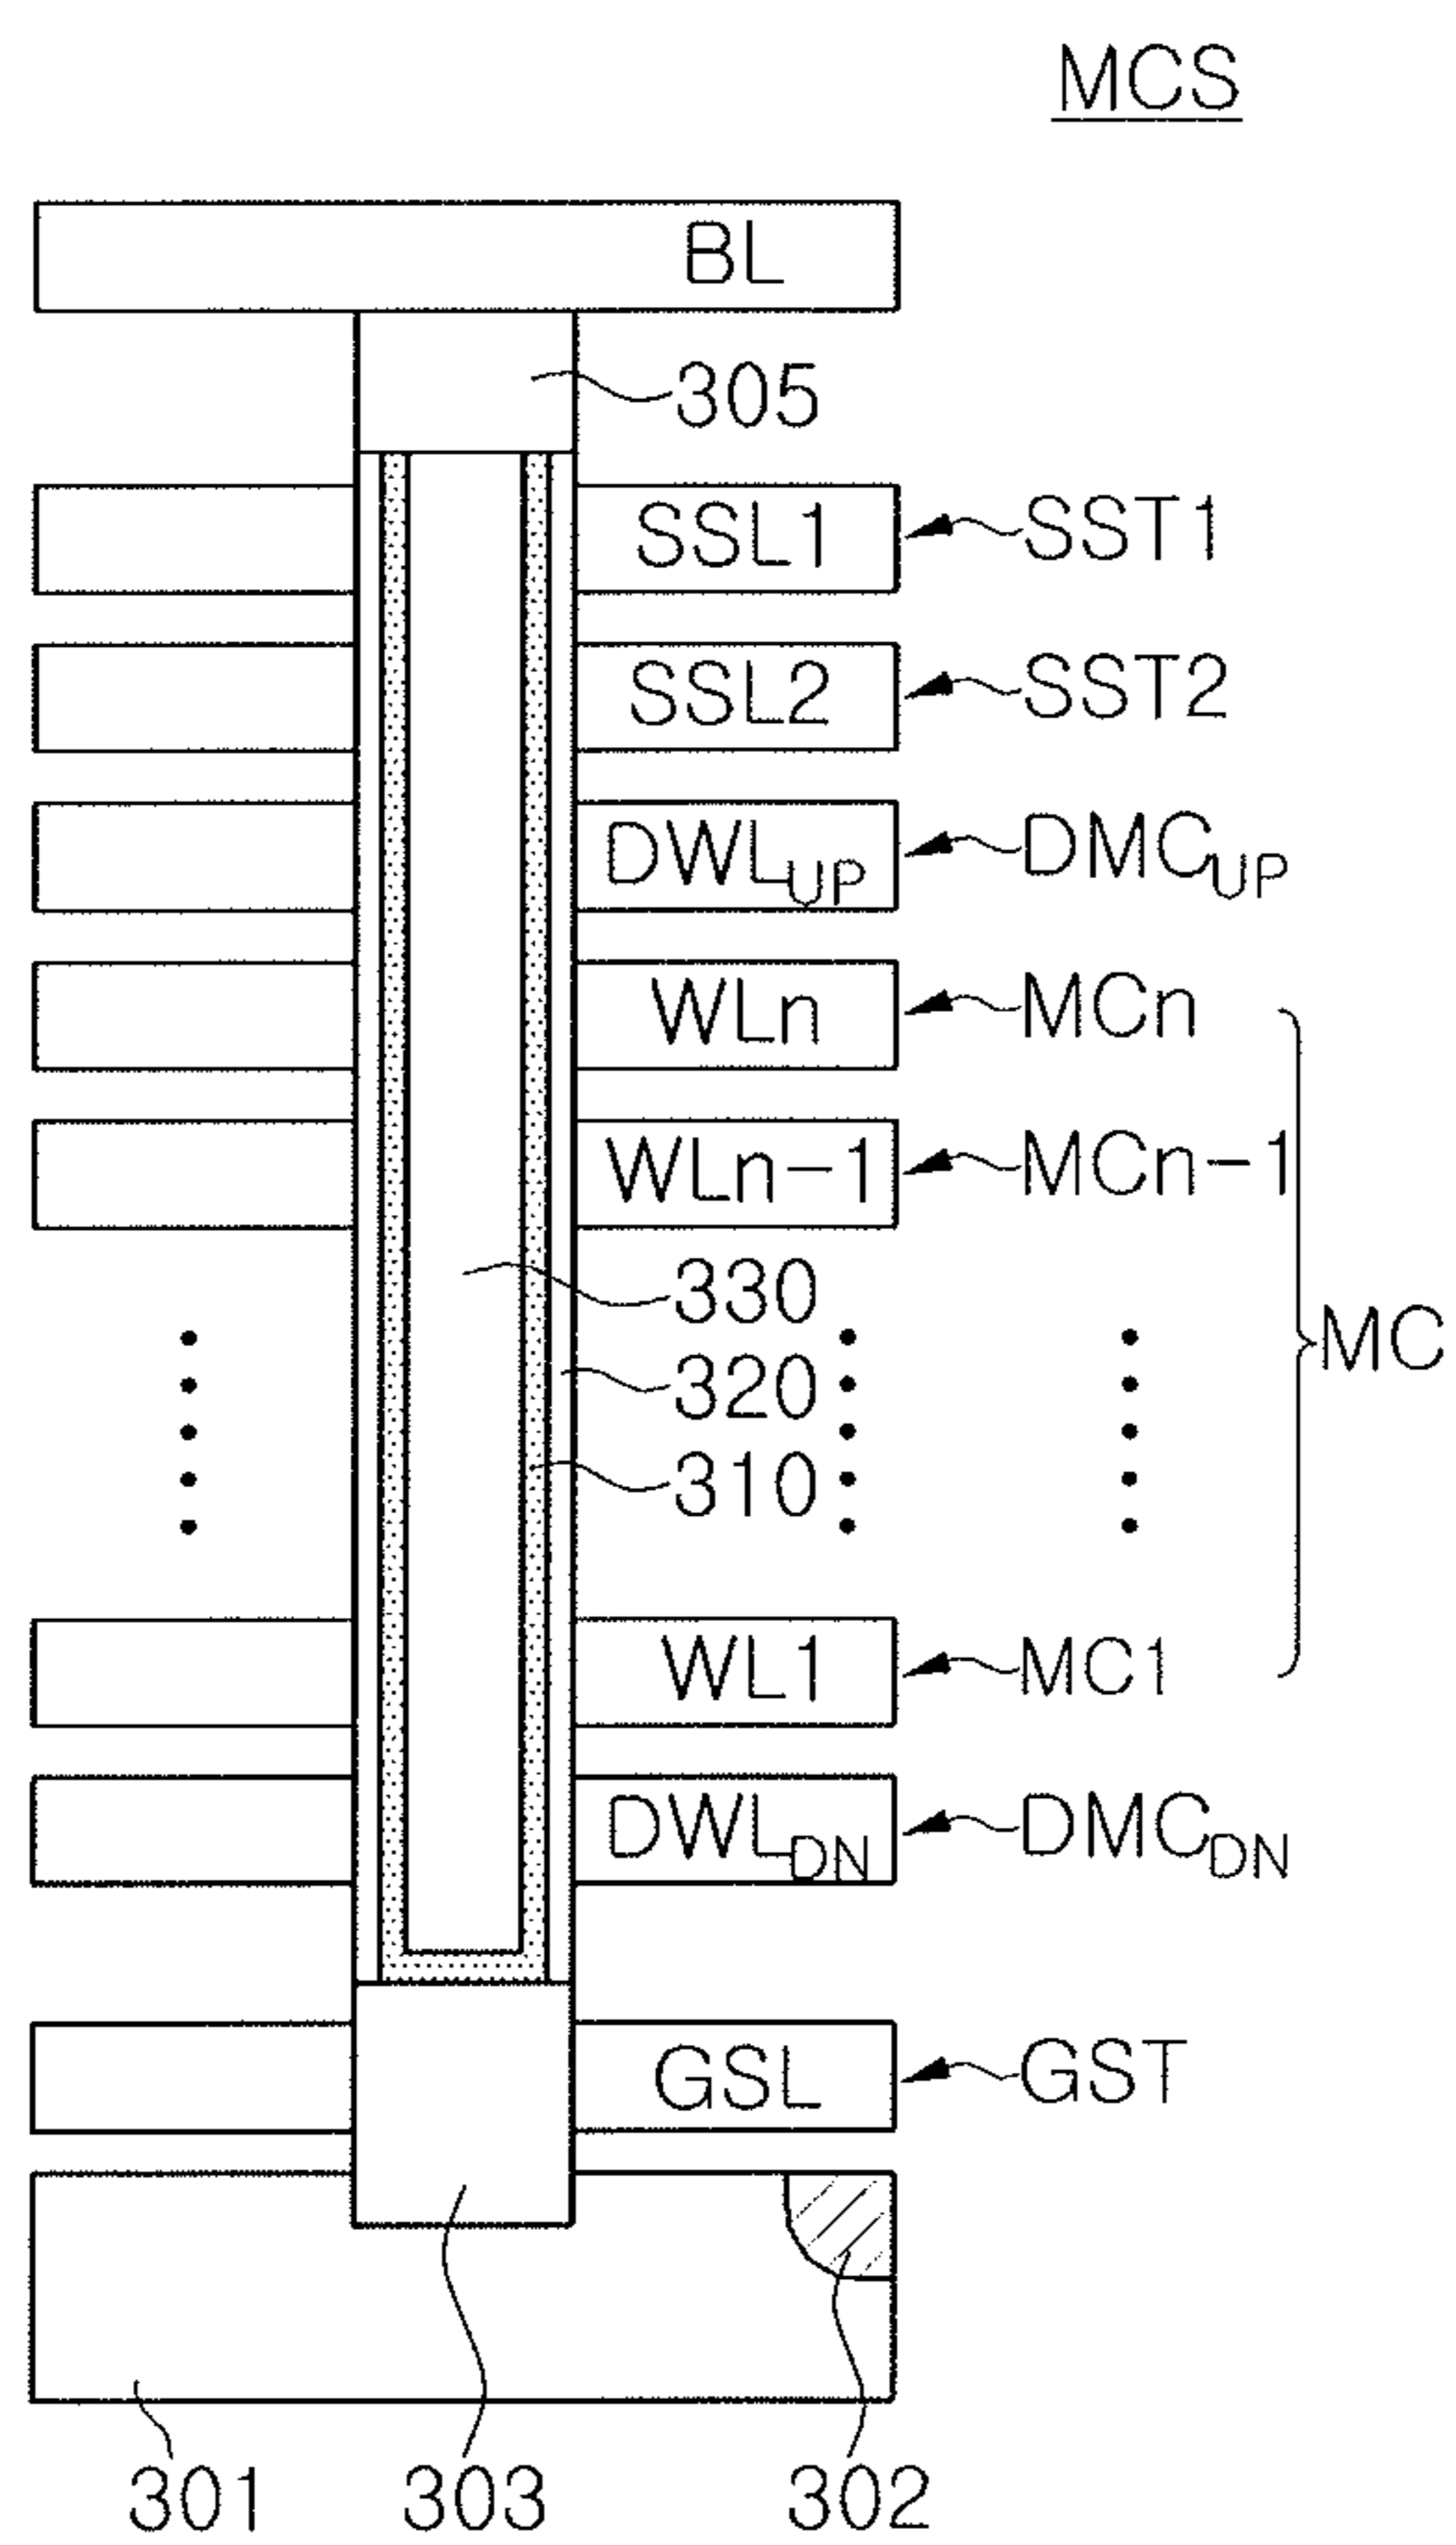 MCS
BL
305
SSL1 SST1
SSL2 SST2
DWLUP DMCUP
WLn MCn
WLn-1 MCn-1
330
320 MC
310
WL1 MC1
DWLDN DMCDN
GSL GST
301 303 302